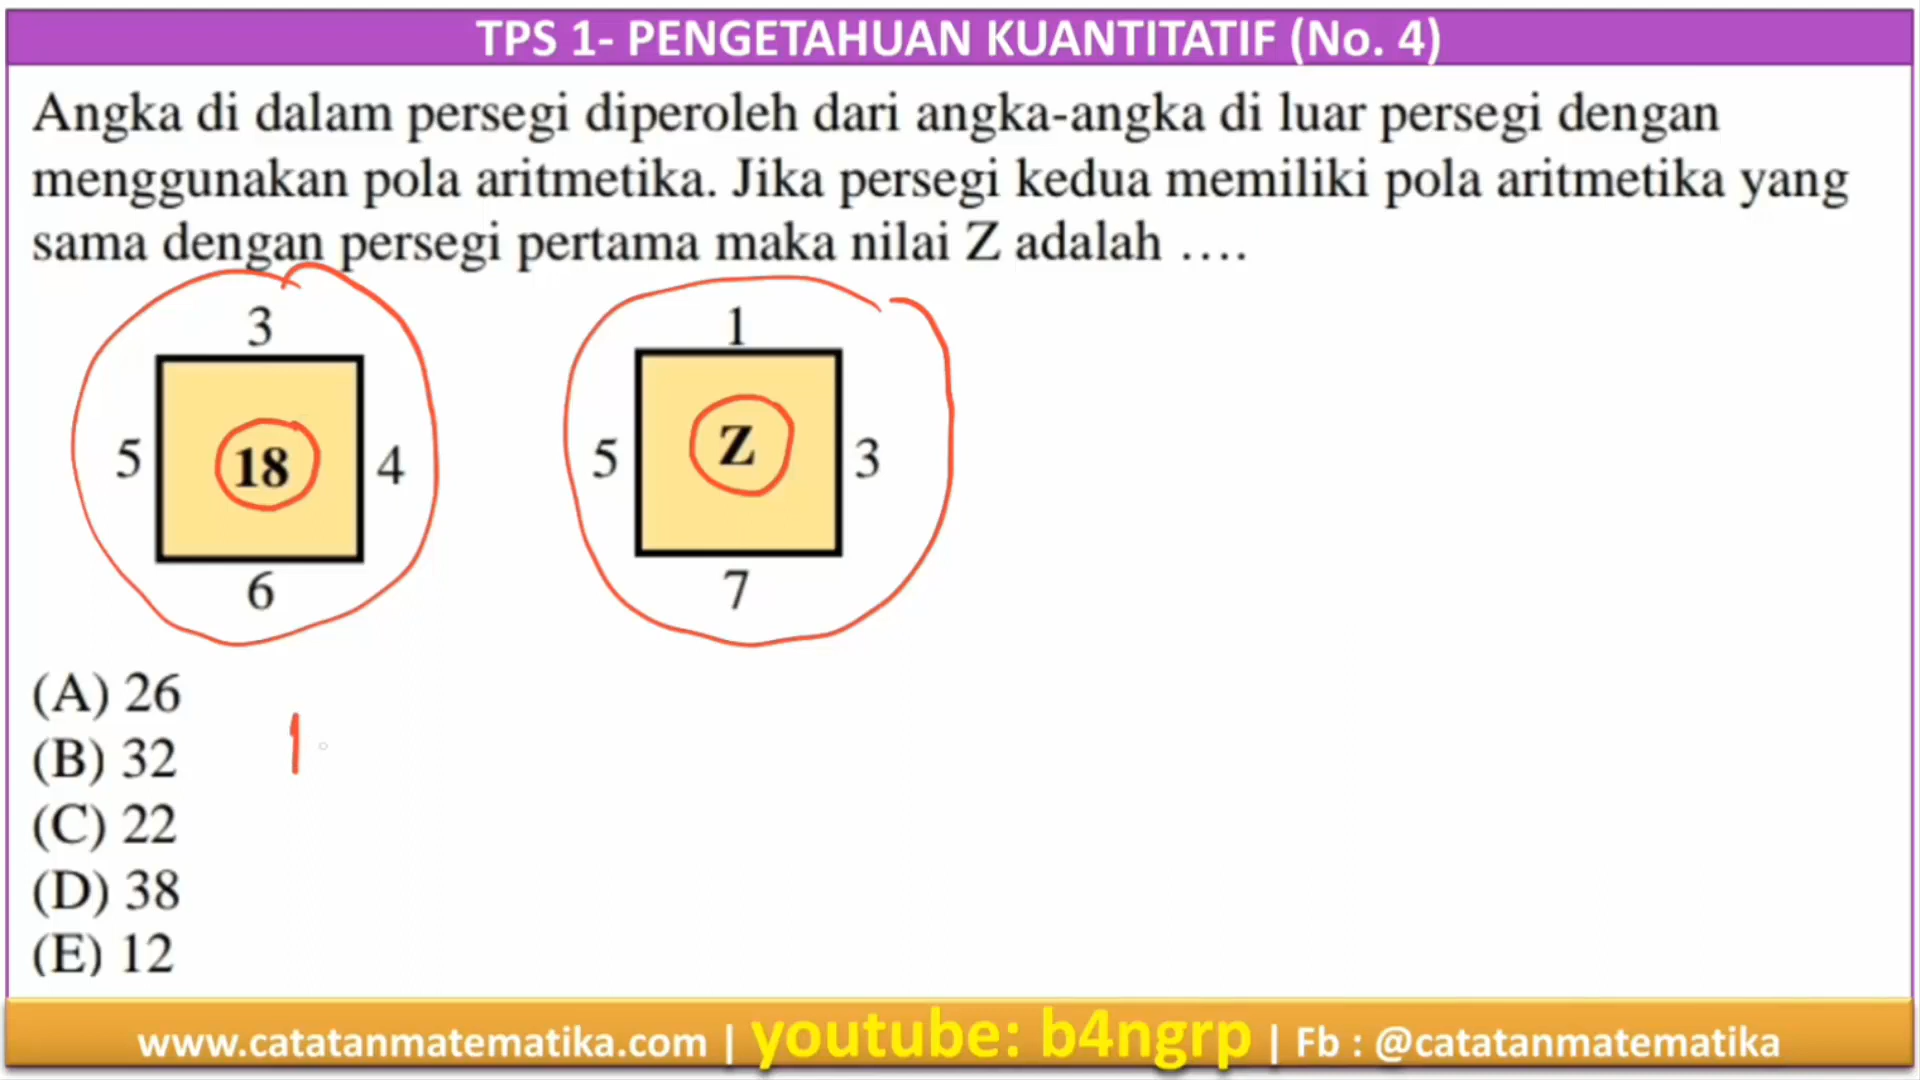 TPS 1- PENGETAHUAN KUANTITATIF (No. 4)
Angka di dalam persegi diperoleh dari angka-angka di luar persegi dengan
menggunakan pola aritmetika. Jika persegi kedua memiliki pola aritmetika yang
sama dengan persegi pertama maka nilai Z adalah ....
3
5 18 4
6
1
5 Z 3
7
(A) 26
(B) 32
(C) 22
(D) 38
(E) 12
1
www.catatanmatematika.com | youtube: b4ngrp | Fb : @catatanmatematika